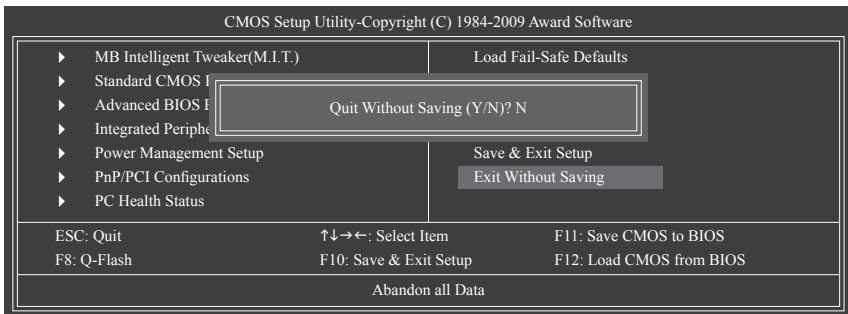 CMOS Setup Utility-Copyright (C) 1984-2009 Award Software
MB Intelligent Tweaker(M.I.T.)
Load Fail-Safe Defaults
Standard CMOS
Advanced BIOS
Quit Without Saving (Y/N)? N
Integrated
Power Management Setup
Save & Exit Setup
PnP/PCI Configurations
Exit Without Saving
PC Health Status
ESC: Quit
↑↓→←: Select Item
F11: Save CMOS to BIOS
F8: Q-Flash
F10: Save & Exit Setup
F12: Load CMOS from BIOS
Abandon all Data